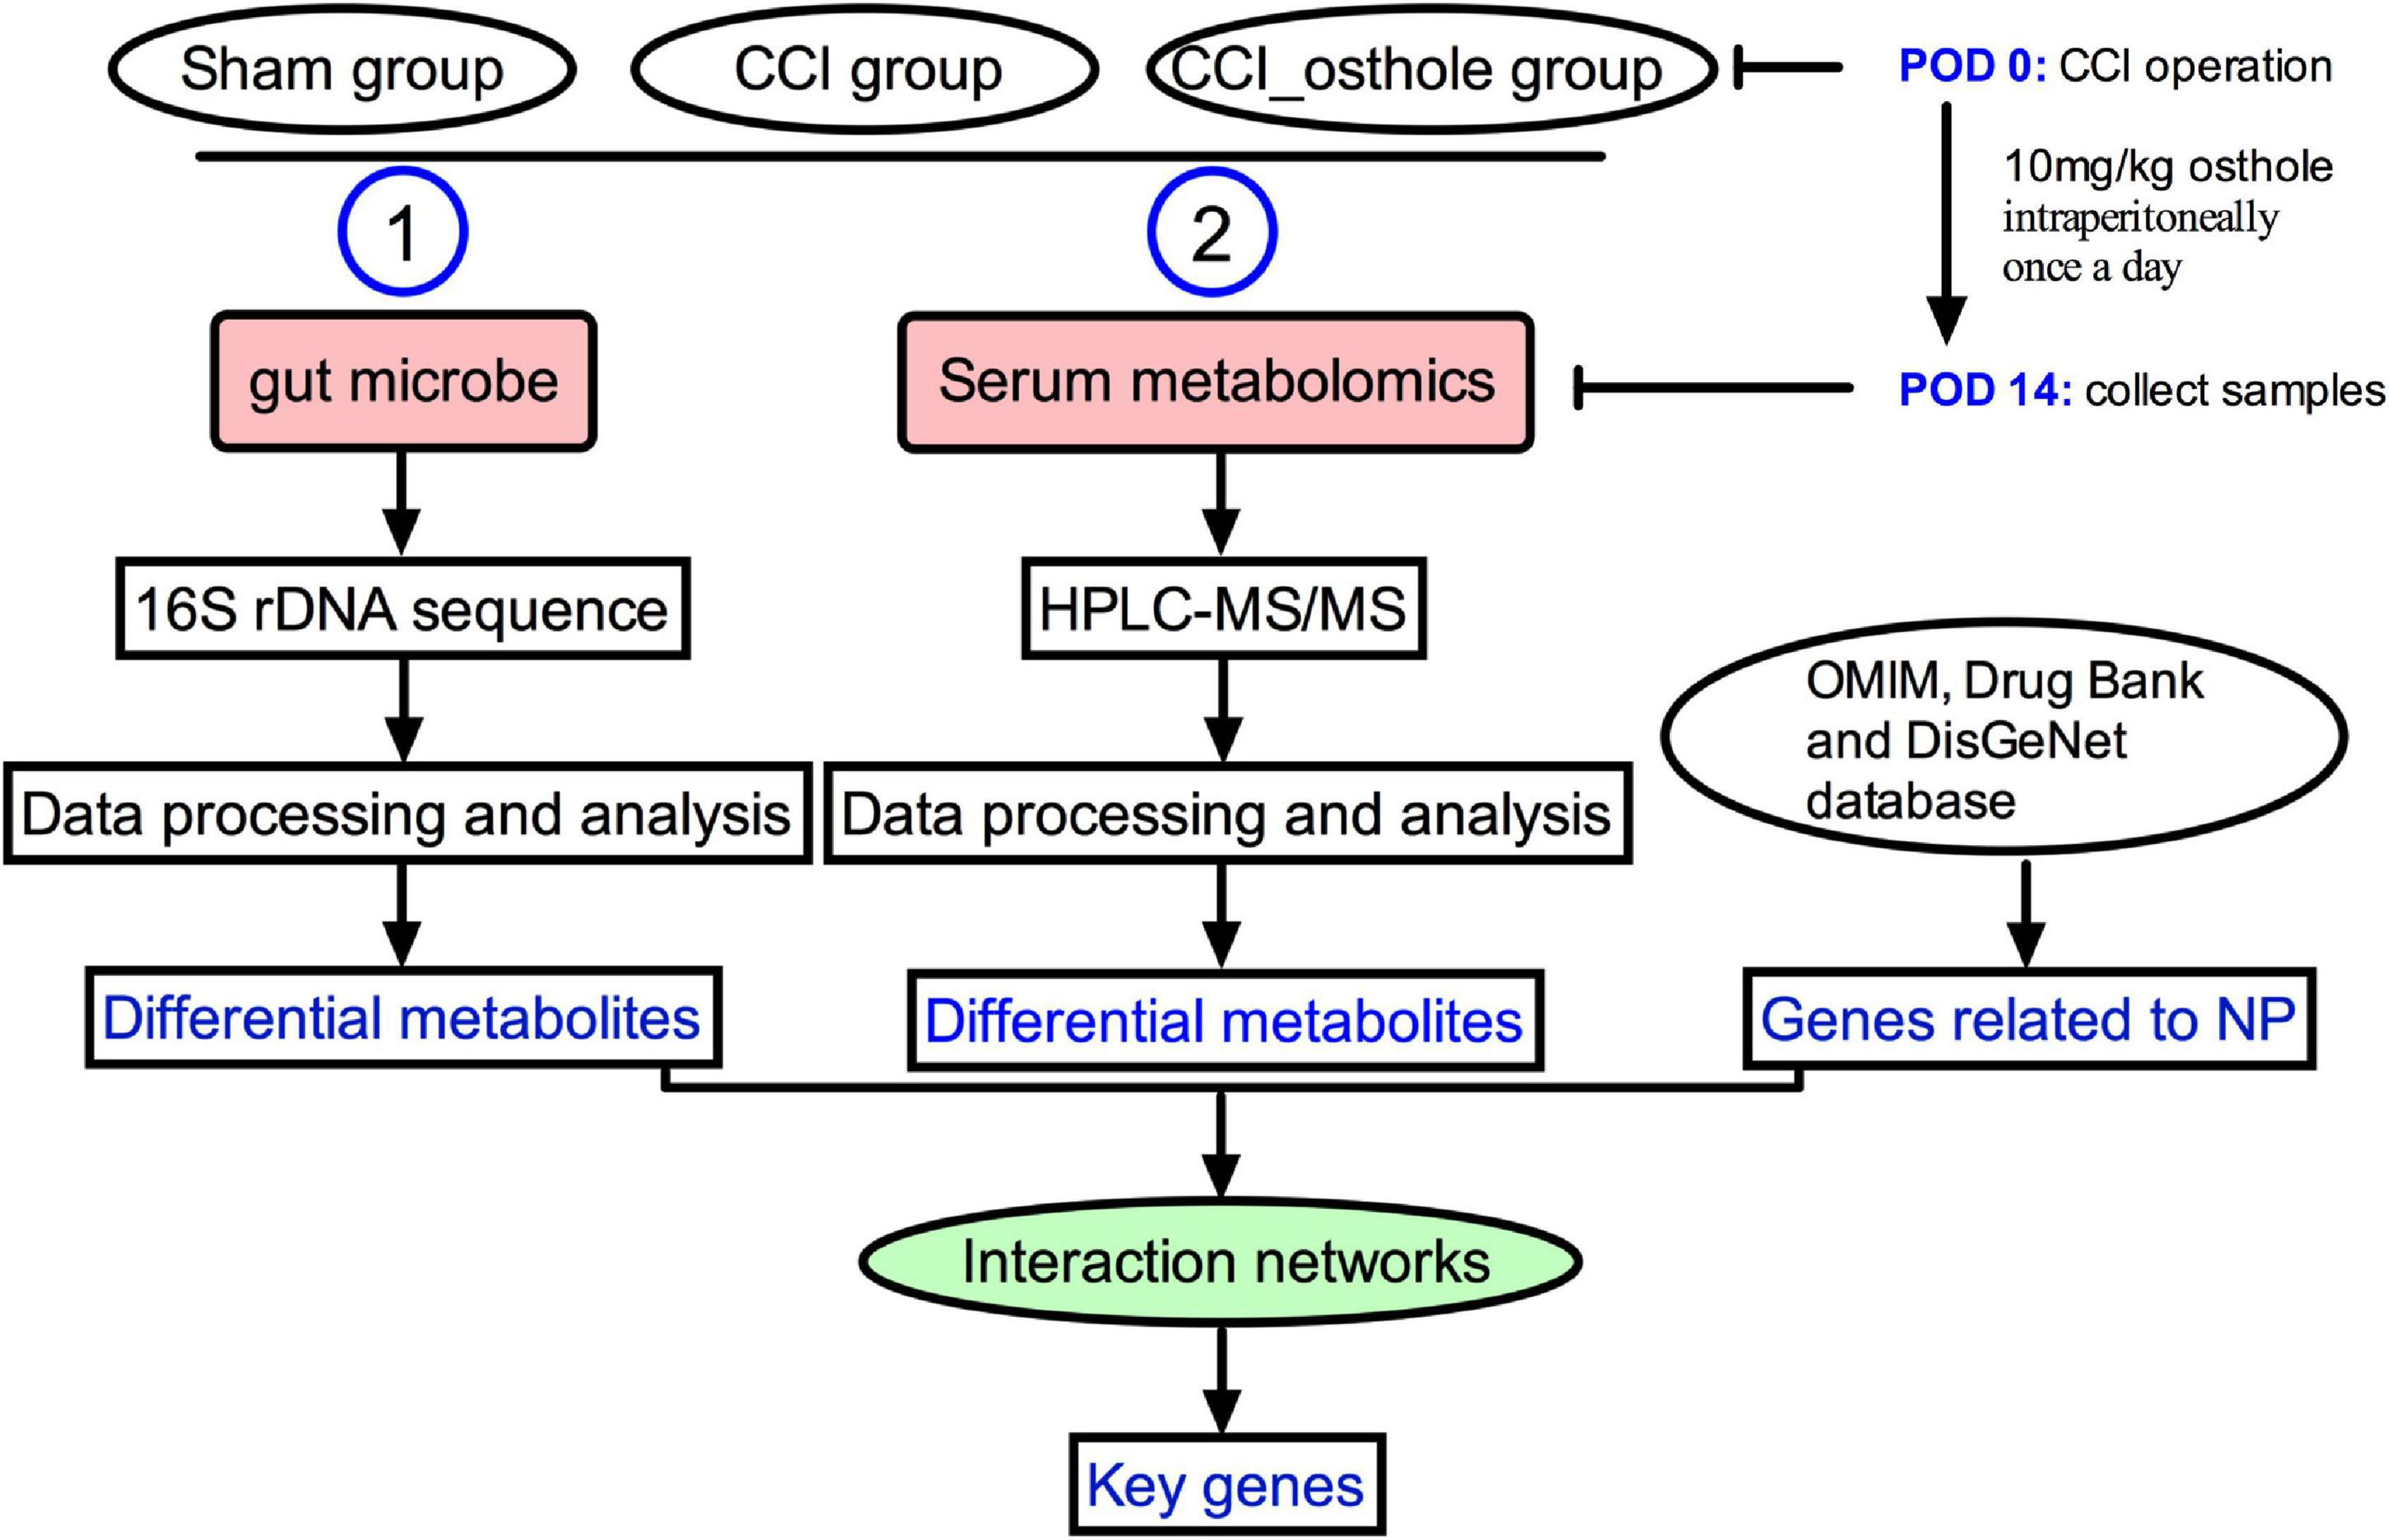 Sham group
CCI group
CCI_osthole group
POD 0: CCI operation
10mg/kg osthole
intraperitoneally
once a day
1
2
gut microbe
Serum metabolomics
POD 14: collect samples
16S rDNA sequence
HPLC-MS/MS
OMIM, Drug Bank
and DisGeNet
database
Data processing and analysis
Data processing and analysis
Differential metabolites
Differential metabolites
Genes related to NP
Interaction networks
Key genes